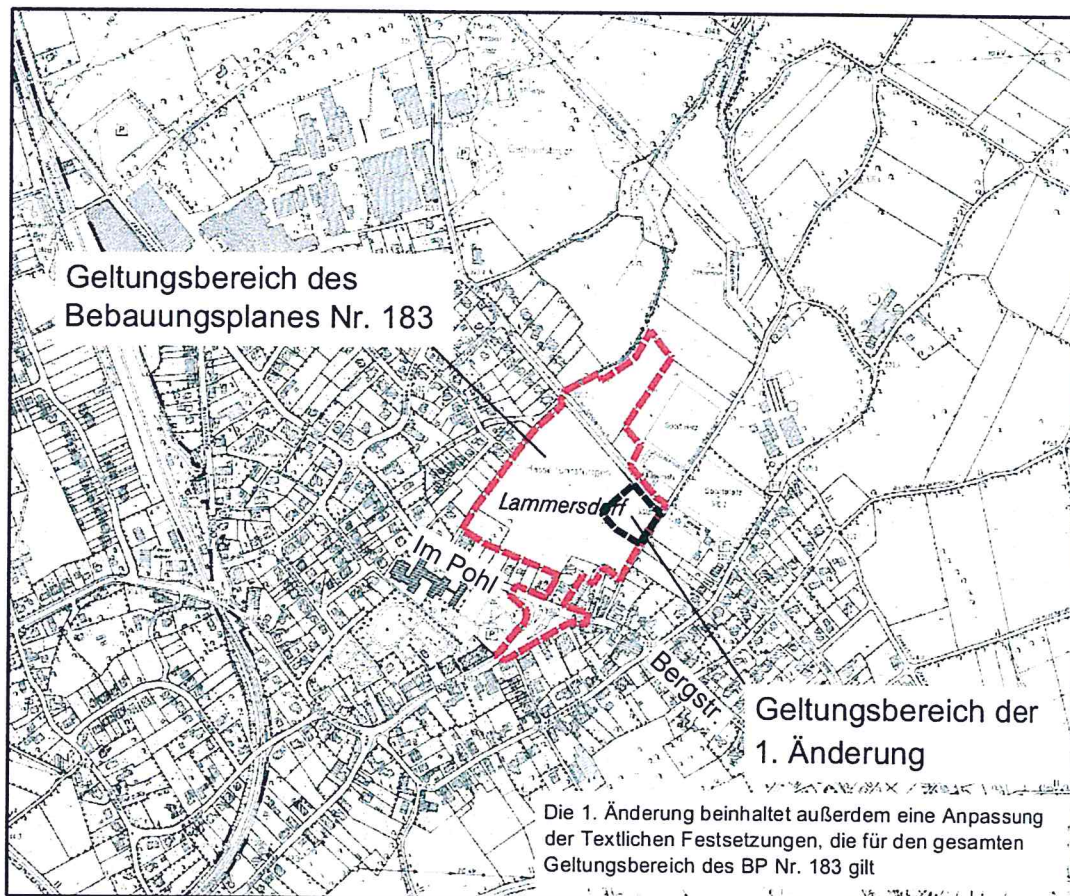 Geltungsbereich des
Bebauungsplanes Nr. 183
Lammersdorf
Im Pohl
Bergstr.
Geltungsbereich der
1. Änderung
Die 1. Änderung beinhaltet außerdem eine Anpassung
der Textlichen Festsetzungen, die für den gesamten
Geltungsbereich des BP Nr. 183 gilt